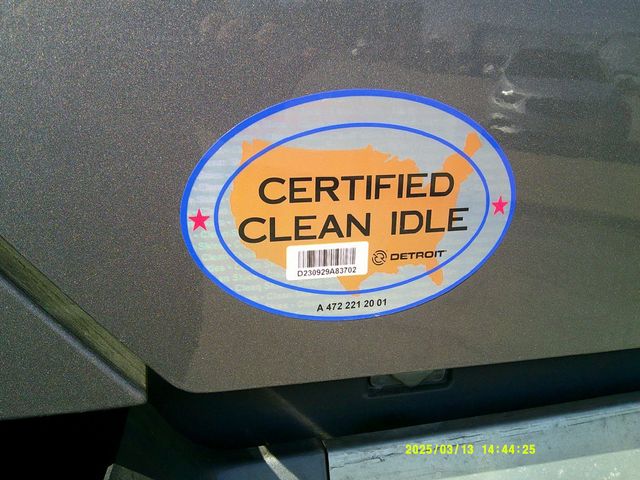 CERTIFIED
CLEAN IDLE
D230929A83702
DETROIT
A 472 221 20 01
2025/03/13 14:44:25